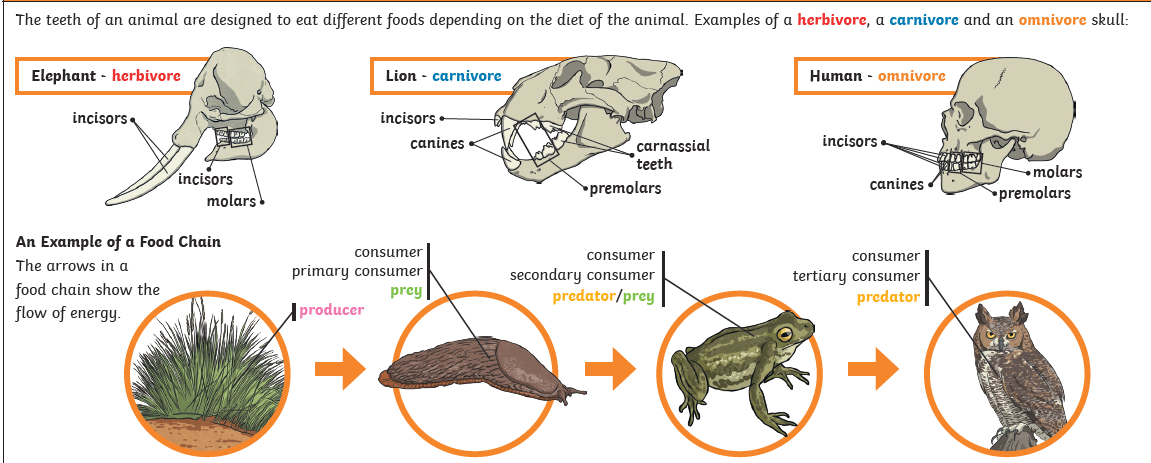 The teeth of an animal are designed to eat different foods depending on the diet of the animal. Examples of a herbivore, a carnivore and an omnivore skull:
Elephant - herbivore
incisors
incisors
molars
Lion - carnivore
incisors
canines
carnassial
teeth
premolars
Human - omnivore
incisors
canines
molars
premolars
An Example of a Food Chain
The arrows in a
food chain show the
flow of energy.
producer
consumer
primary consumer
prey
consumer
secondary consumer
predator/prey
consumer
tertiary consumer
predator